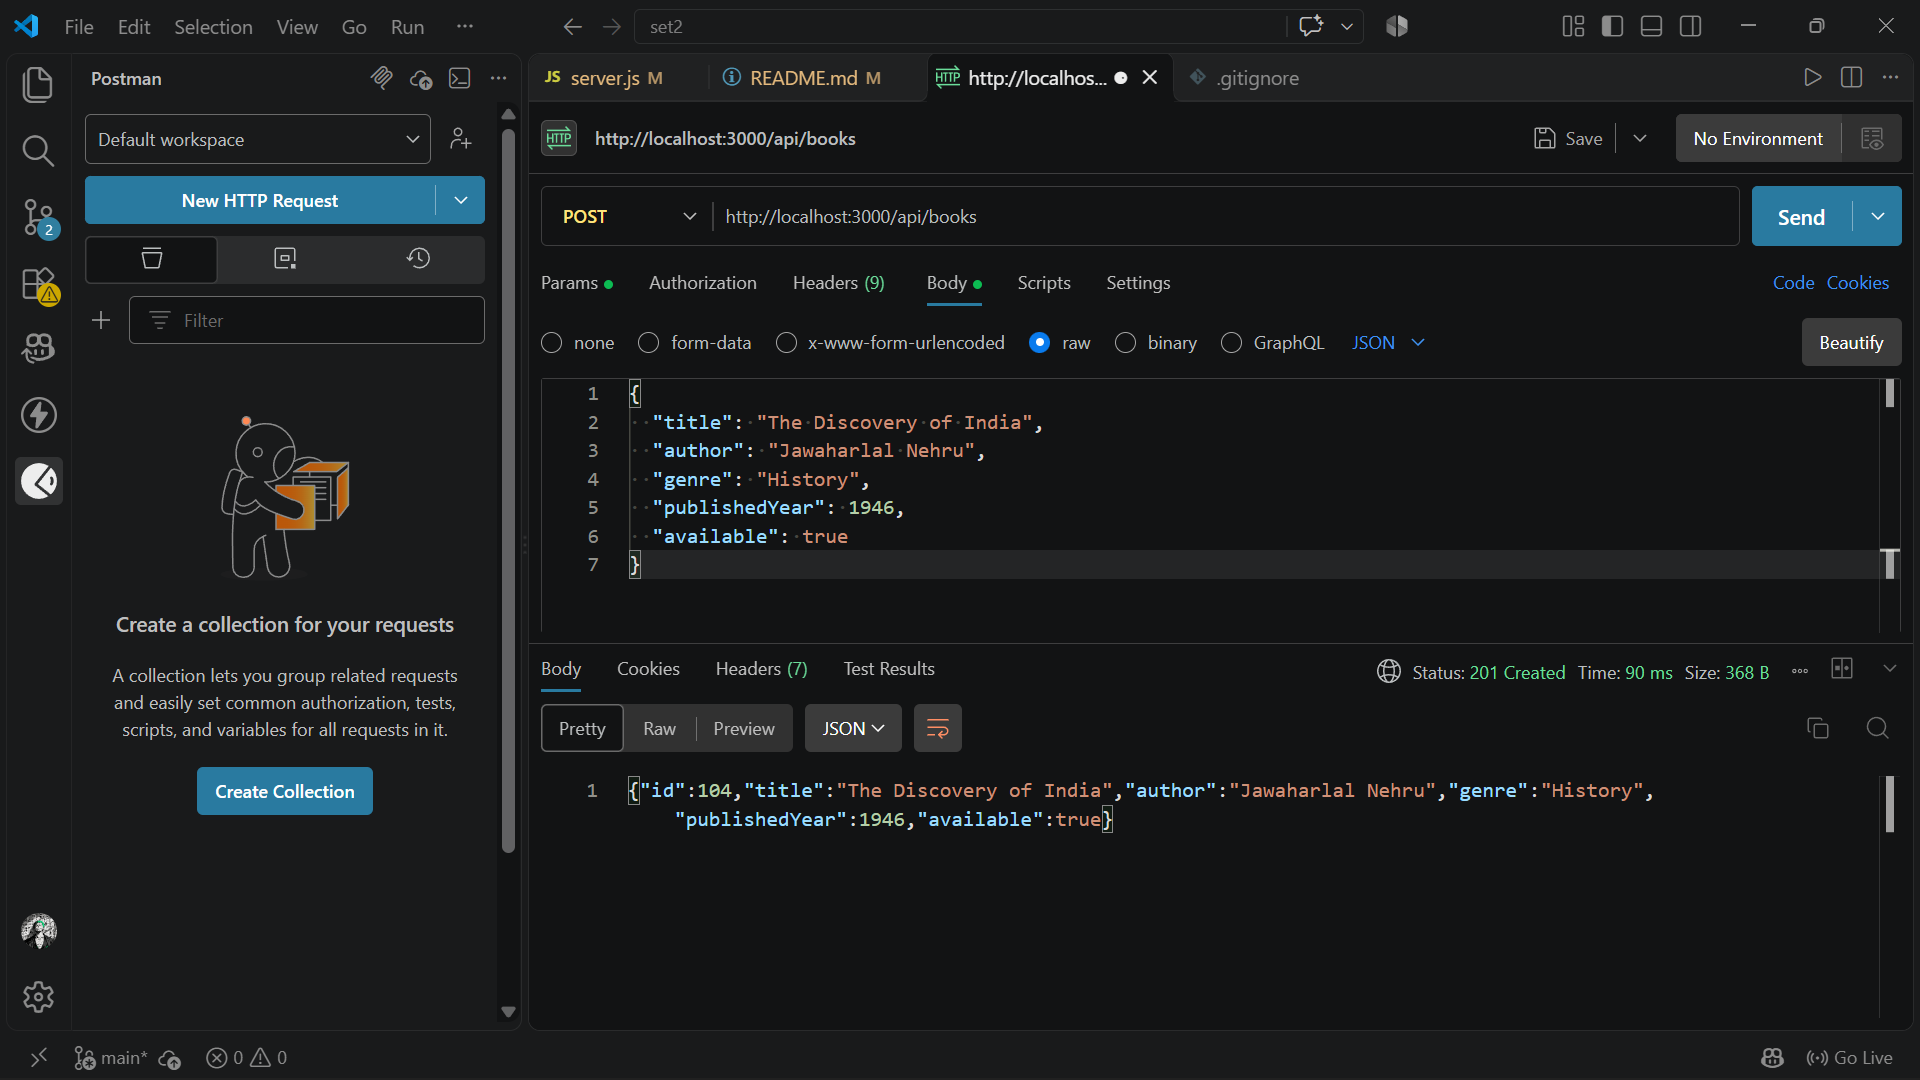 File Edit Selection View Go Run ···
set2
Postman
JS server.js M
README.md M
HTTP http://localhos...
.gitignore
Default workspace
New HTTP Request
Filter
Create a collection for your requests
A collection lets you group related requests
and easily set common authorization, tests,
scripts, and variables for all requests in it.
Create Collection
2
HTTP http://localhost:3000/api/books
Save
No Environment
POST http://localhost:3000/api/books
Send
Params Authorization Headers (9) Body Scripts Settings
Code Cookies
none form-data x-www-form-urlencoded raw binary GraphQL JSON
Beautify
1 {
2 "title": "The Discovery of India",
3 "author": "Jawaharlal Nehru",
4 "genre": "History",
5 "publishedYear": 1946,
6 "available": true
7 }
Body Cookies Headers (7) Test Results
Status: 201 Created Time: 90 ms Size: 368 B
Pretty Raw Preview JSON
1 {"id":104,"title":"The Discovery of India","author":"Jawaharlal Nehru","genre":"History",
"publishedYear":1946,"available":true}
main* 0 0
Go Live